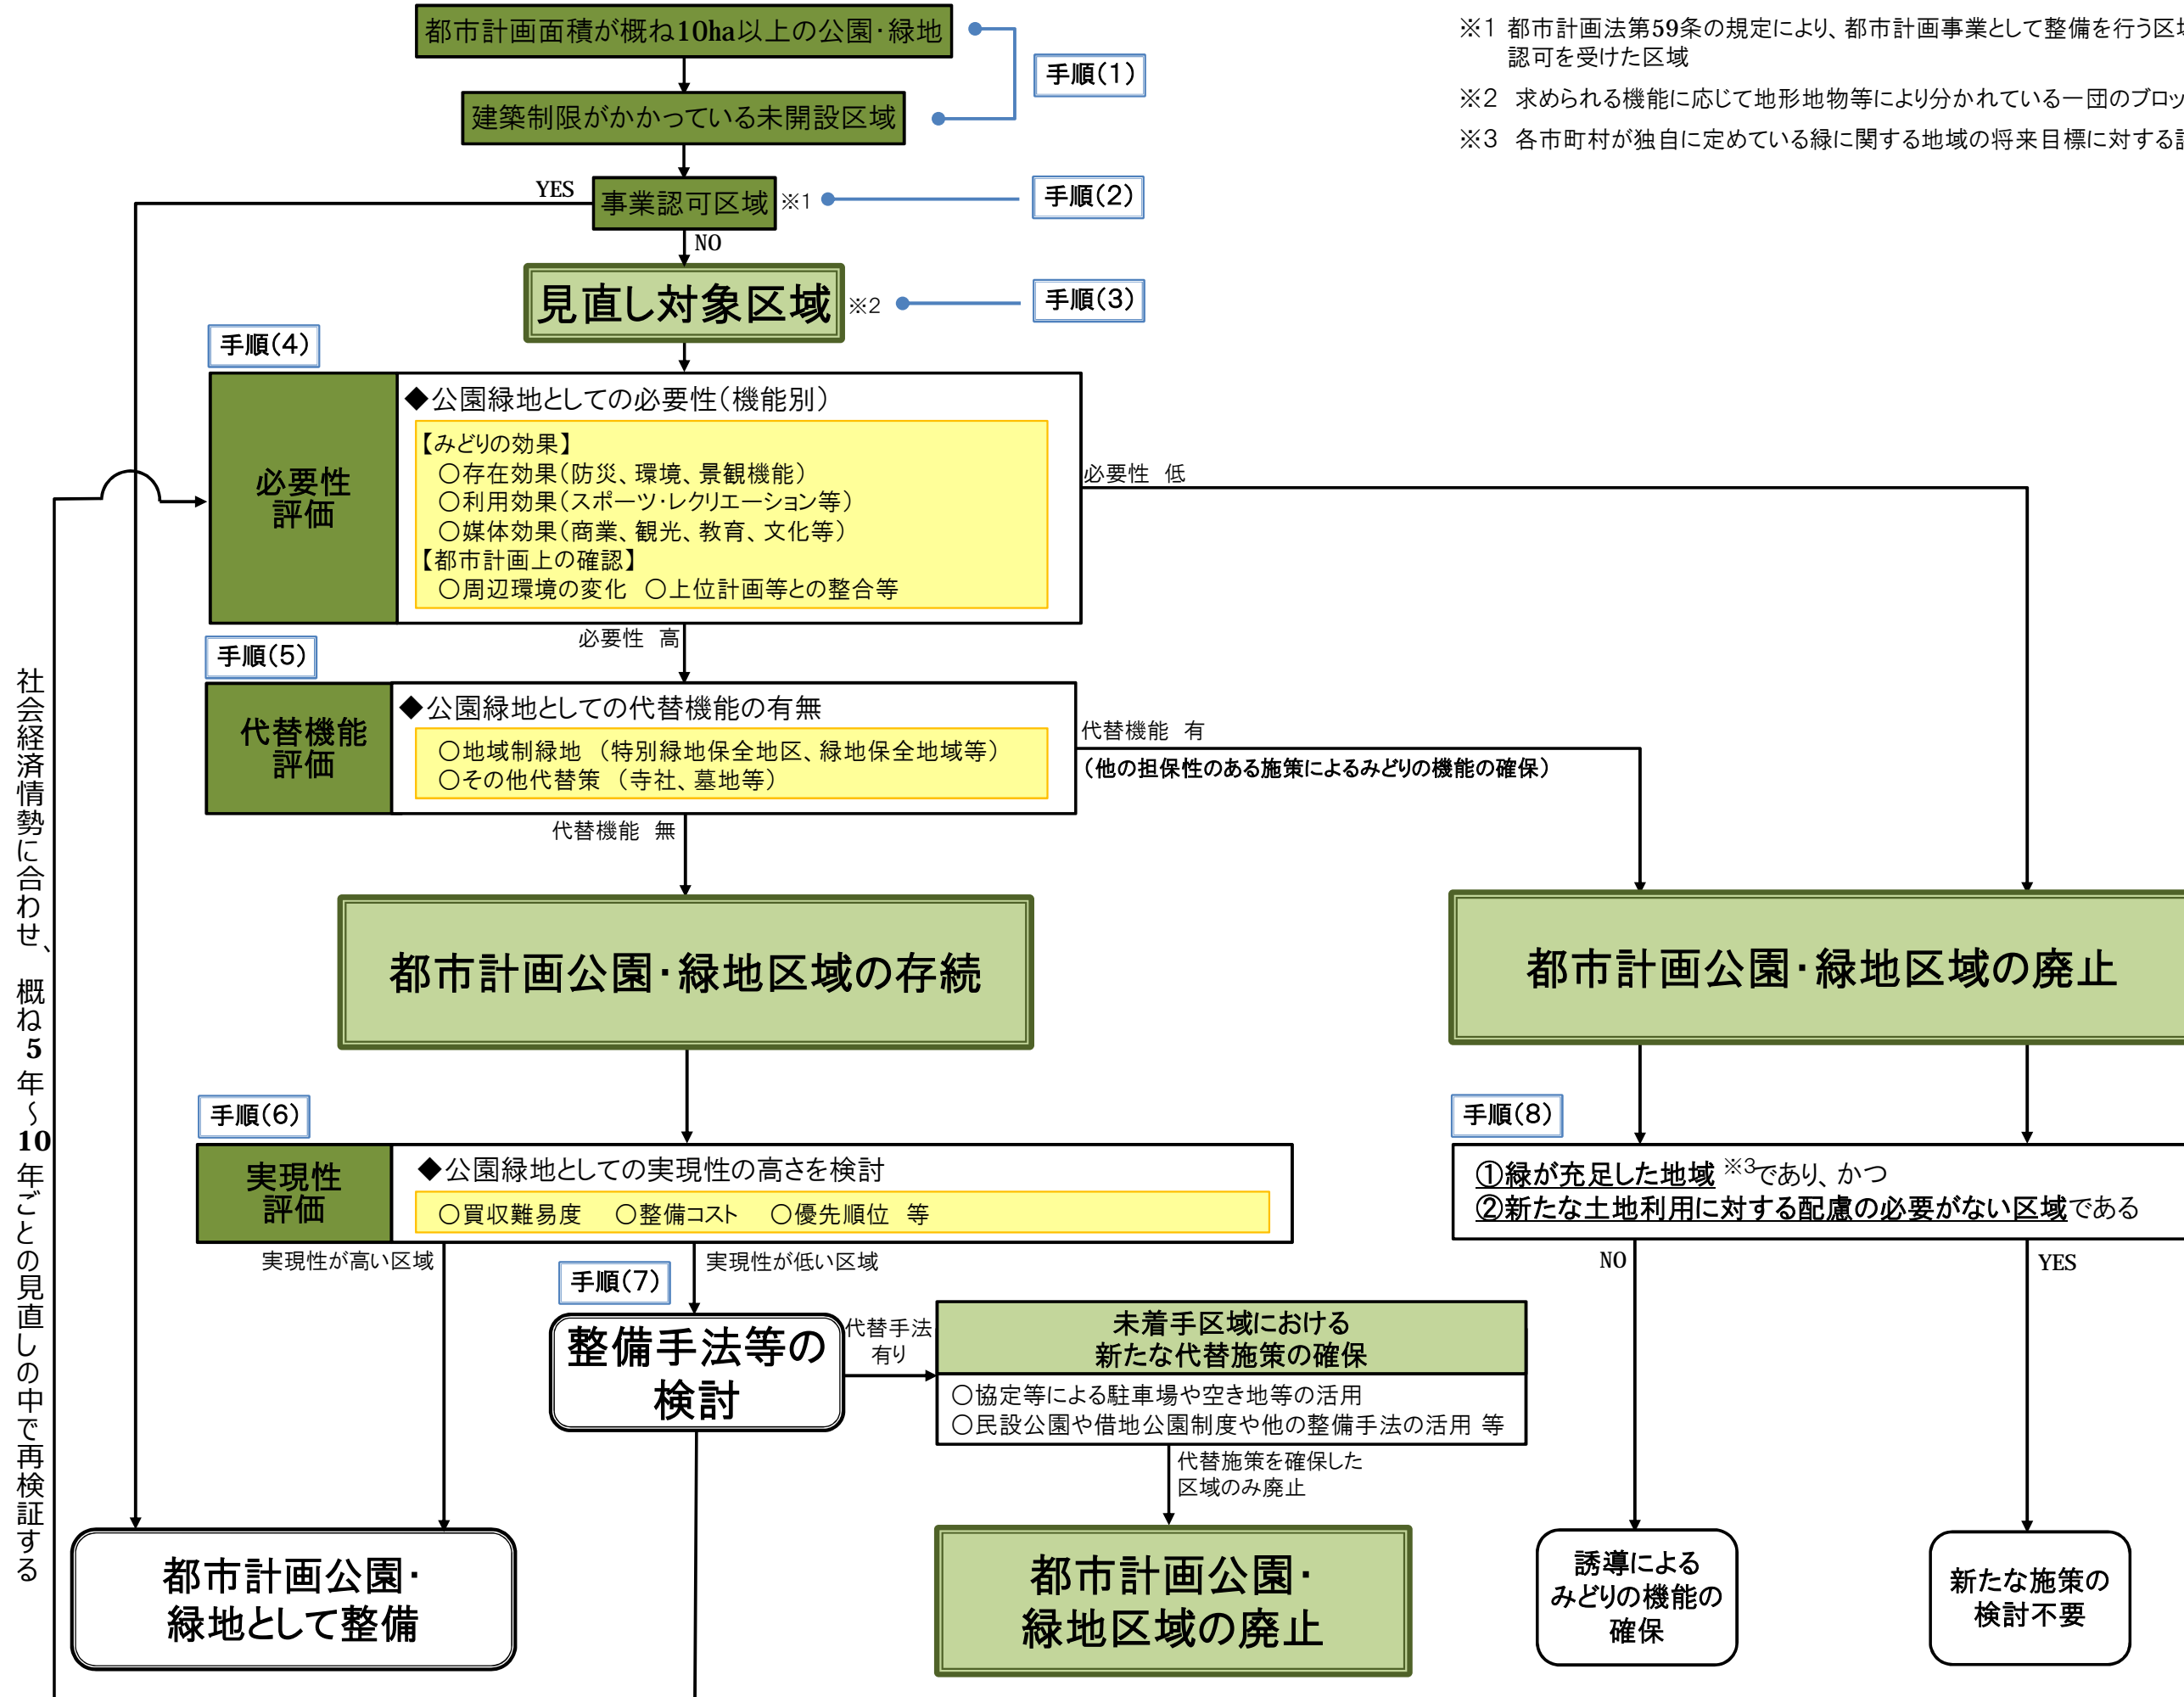 都市計画面積が概ね10ha以上の公園・緑地
手順(1)
建築制限がかかっている未開設区域
※1 都市計画法第59条の規定により、都市計画事業として整備を行う区域
認可を受けた区域
※2 求められる機能に応じて地形地物等により分かれている一団のブロッ
※3 各市町村が独自に定めている緑に関する地域の将来目標に対する
YES
事業認可区域 ※1
手順(2)
NO
見直し対象区域 ※2
手順(3)
手順(4)
必要性
評価
◆公園緑地としての必要性(機能別)
【みどりの効果】
○存在効果(防災、環境、景観機能)
○利用効果(スポーツ・レクリエーション等)
○媒体効果(商業、観光、教育、文化等)
【都市計画上の確認】
○周辺環境の変化 ○上位計画等との整合等
必要性 低
必要性 高
手順(5)
代替機能
評価
◆公園緑地としての代替機能の有無
○地域制緑地 (特別緑地保全地区、緑地保全地域等)
○その他代替策 (寺社、墓地等)
代替機能 有
(他の担保性のある施策によるみどりの機能の確保)
代替機能 無
社会経済情勢に合わせ、概ね5年～10年ごとの見直しの中で再検証する
都市計画公園・緑地区域の存続
都市計画公園・緑地区域の廃止
手順(6)
実現性
評価
◆公園緑地としての実現性の高さを検討
○買収難易度 ○整備コスト ○優先順位 等
手順(8)
①緑が充足した地域 ※3であり、かつ
②新たな土地利用に対する配慮の必要がない区域である
実現性が高い区域
実現性が低い区域
NO
YES
手順(7)
整備手法等の
検討
代替手法
有り
未着手区域における
新たな代替施策の確保
○協定等による駐車場や空き地等の活用
○民設公園や借地公園制度や他の整備手法の活用 等
代替施策を確保した
区域のみ廃止
都市計画公園・
緑地として整備
都市計画公園・
緑地区域の廃止
誘導による
みどりの機能の
確保
新たな施策の
検討不要